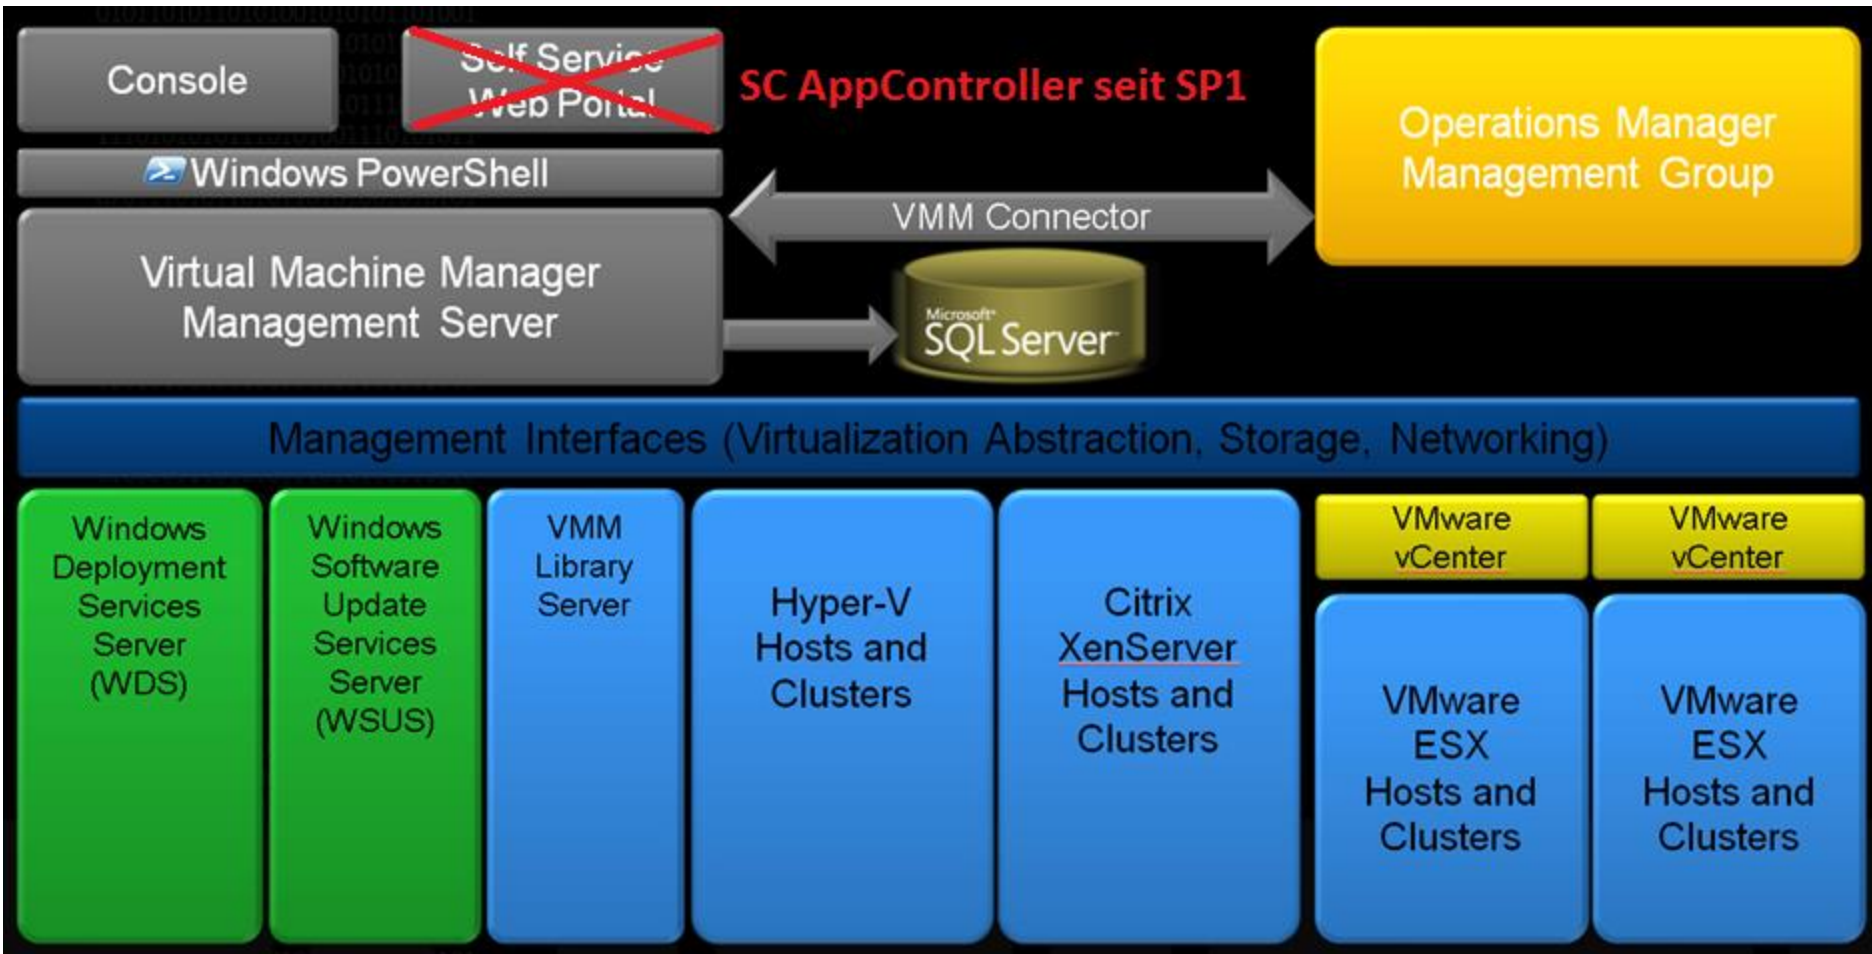 Console
Self Service
Web Portal
SC AppController seit SP1
Operations Manager
Management Group
Windows PowerShell
VMM Connector
Virtual Machine Manager
Management Server
Microsoft®
SQL Server™
Management Interfaces (Virtualization Abstraction, Storage, Networking)
Windows
Deployment
Services
Server
(WDS)
Windows
Software
Update
Services
Server
(WSUS)
VMM
Library
Server
Hyper-V
Hosts and
Clusters
Citrix
XenServer
Hosts and
Clusters
VMware
vCenter
VMware
ESX
Hosts and
Clusters
VMware
vCenter
VMware
ESX
Hosts and
Clusters